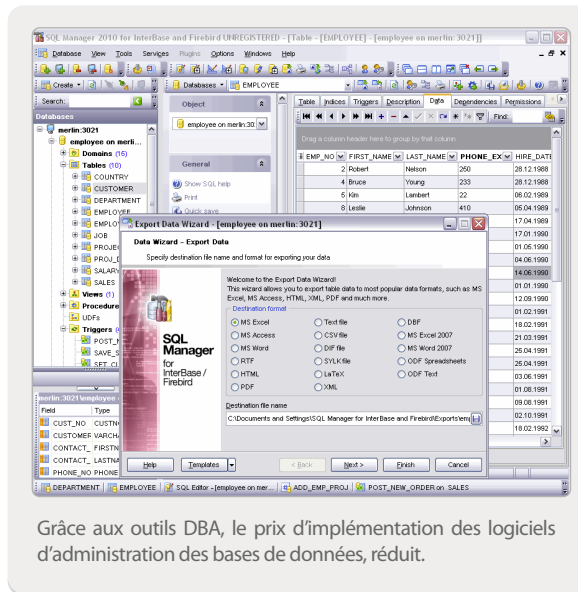 SQL Manager 2010 for InterBase and Firebird UNREGISTERED - [Table - [EMPLOYEE] - [employee on merlin: 3021]]
Database View Tools Services Plugins Options Windows Help
Create
Databases EMPLOYEE
Search:
Databases
merlin:3021
employee on merli...
Domains (16)
Tables (10)
COUNTRY
CUSTOMER
DEPARTMENT
EMPLOYEE
EMPLOY
JOB
PROJEC
PROJ_D
SALARY
SALES
Views (1)
Procedure
UDFs
Triggers
POST_N
SAVE_S
SET_CU
Object
employee on merlin:30
General
Show SQL help
Print
Quick save
Table Indices Triggers Description Data Dependencies Permissions
Find:
Drag a column header here to group by that column
EMP_NO FIRST_NAME LAST_NAME PHONE_EX HIRE_DATE
2 Robert Nelson 250 28.12.1988
4 Bruce Young 233 28.12.1988
5 Kim Lambert 22 06.02.1989
8 Leslie Johnson 410 05.04.1989
17.04.1989
17.01.1990
01.05.1990
04.06.1990
14.06.1990
01.01.1990
12.09.1990
01.02.1991
18.02.1991
21.03.1991
25.04.1991
25.04.1991
03.06.1991
01.08.1991
09.08.1991
02.10.1991
18.02.1992
Export Data Wizard - [employee on merlin: 3021]
Data Wizard - Export Data
Specify destination file name and format for exporting your data
SQL
Manager
for
InterBase /
Firebird
Welcome to the Export Data Wizard!
This wizard allows you to export table data to most popular data formats, such as MS
Excel, MS Access, HTML, XML, PDF and much more.
Destination format
MS Excel Text file DBF
MS Access CSV file MS Excel 2007
MS Word DIF file MS Word 2007
RTF SYLK file ODF Spreadsheets
HTML LaTeX ODF Text
PDF XML
Destination file name
C:\Documents and Settings\SQL Manager for InterBase and Firebird\Exports\em
Help Templates < Back Next > Finish Cancel
merlin:3021\employee
Field Type
CUST_NO CUSTNO
CUSTOMER VARCHA
CONTACT_ FIRSTN
CONTACT_ LASTNA
PHONE_NO PHONE
DEPARTMENT EMPLOYEE SQL Editor - [employee on mer... ADD_EMP_PROJ POST_NEW_ORDER on SALES
Grâce aux outils DBA, le prix d’implémentation des logiciels
d’administration des bases de données, réduit.